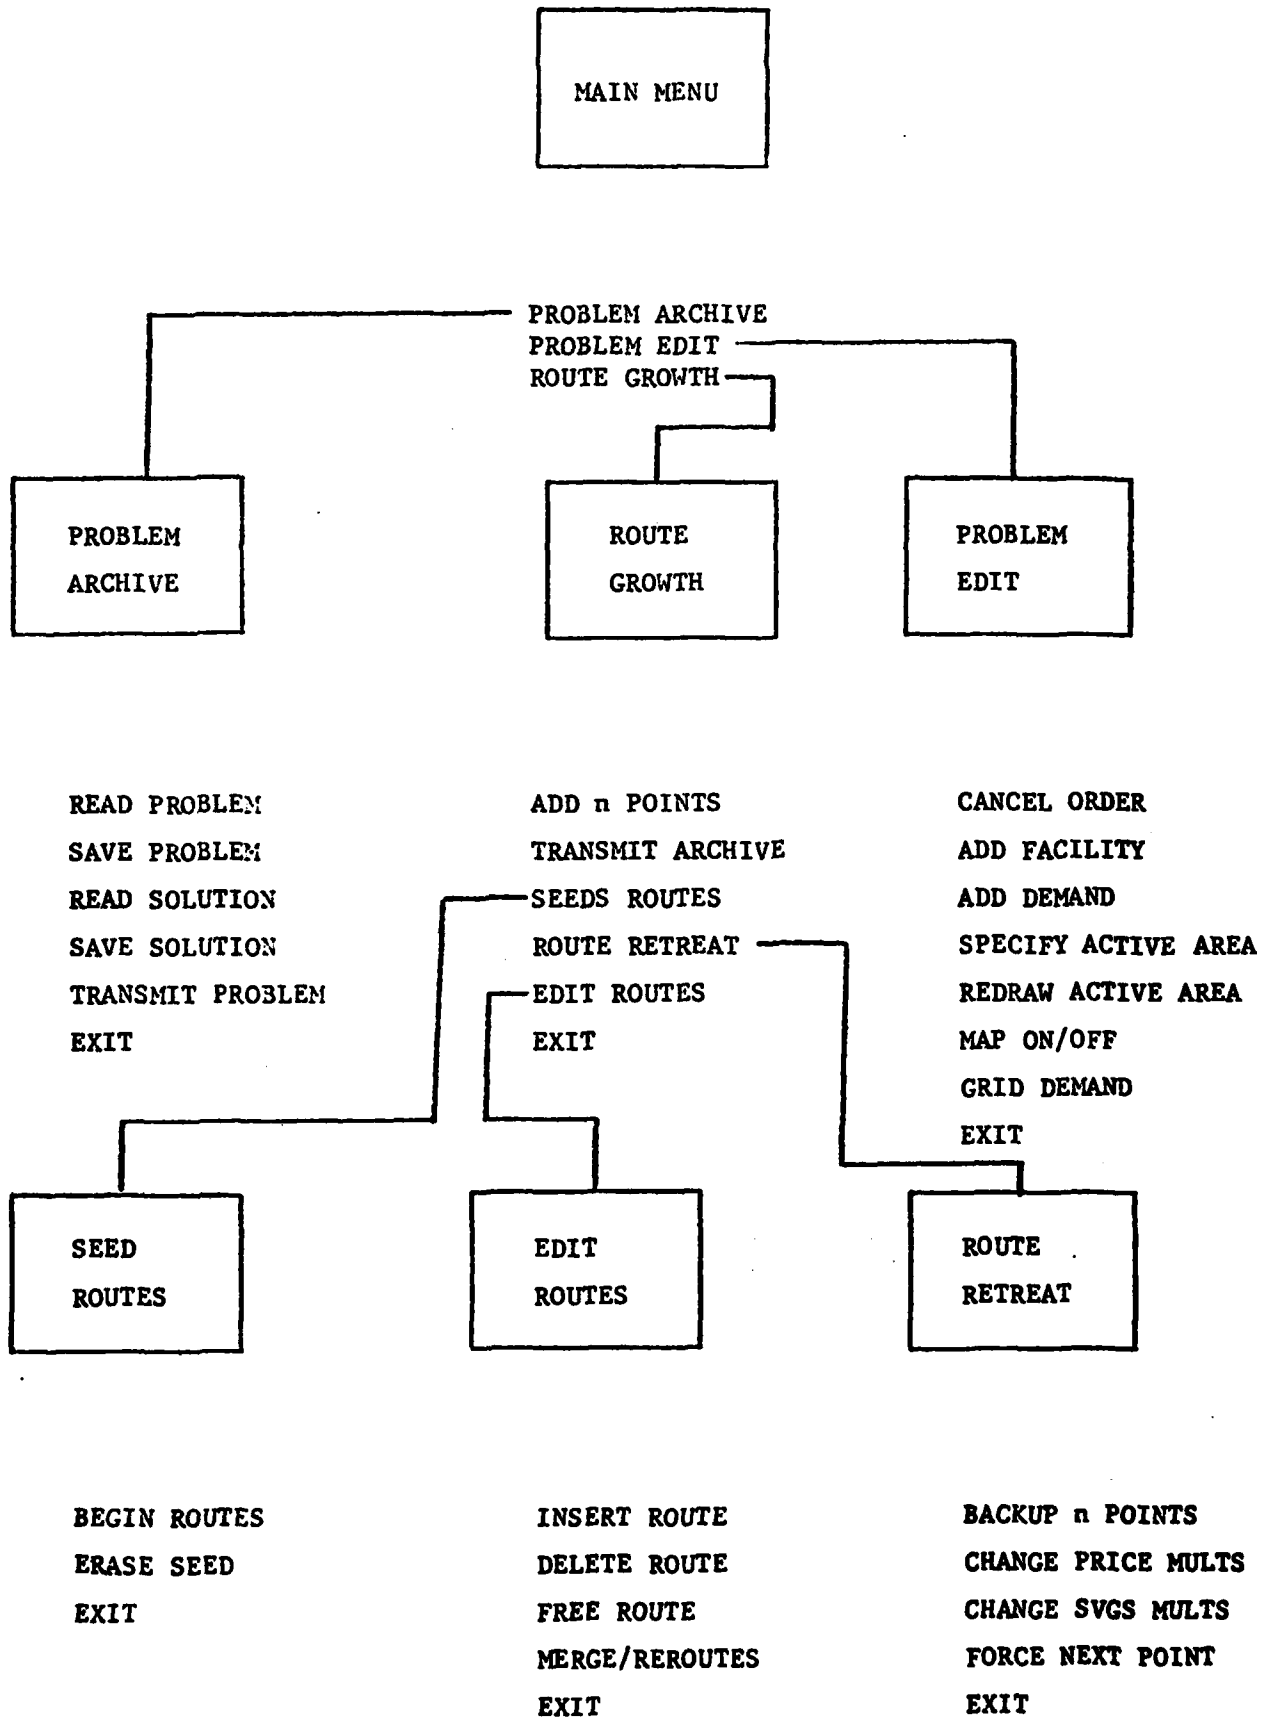 MAIN MENU
PROBLEM ARCHIVE
PROBLEM EDIT
ROUTE GROWTH
PROBLEM
ARCHIVE
ROUTE
GROWTH
PROBLEM
EDIT
READ PROBLEM
SAVE PROBLEM
READ SOLUTION
SAVE SOLUTION
TRANSMIT PROBLEM
EXIT
ADD n POINTS
TRANSMIT ARCHIVE
SEEDS ROUTES
ROUTE RETREAT
EDIT ROUTES
EXIT
CANCEL ORDER
ADD FACILITY
ADD DEMAND
SPECIFY ACTIVE AREA
REDRAW ACTIVE AREA
MAP ON/OFF
GRID DEMAND
EXIT
SEED
ROUTES
EDIT
ROUTES
ROUTE
RETREAT
BEGIN ROUTES
ERASE SEED
EXIT
INSERT ROUTE
DELETE ROUTE
FREE ROUTE
MERGE/REROUTES
EXIT
BACKUP n POINTS
CHANGE PRICE MULTS
CHANGE SVGS MULTS
FORCE NEXT POINT
EXIT